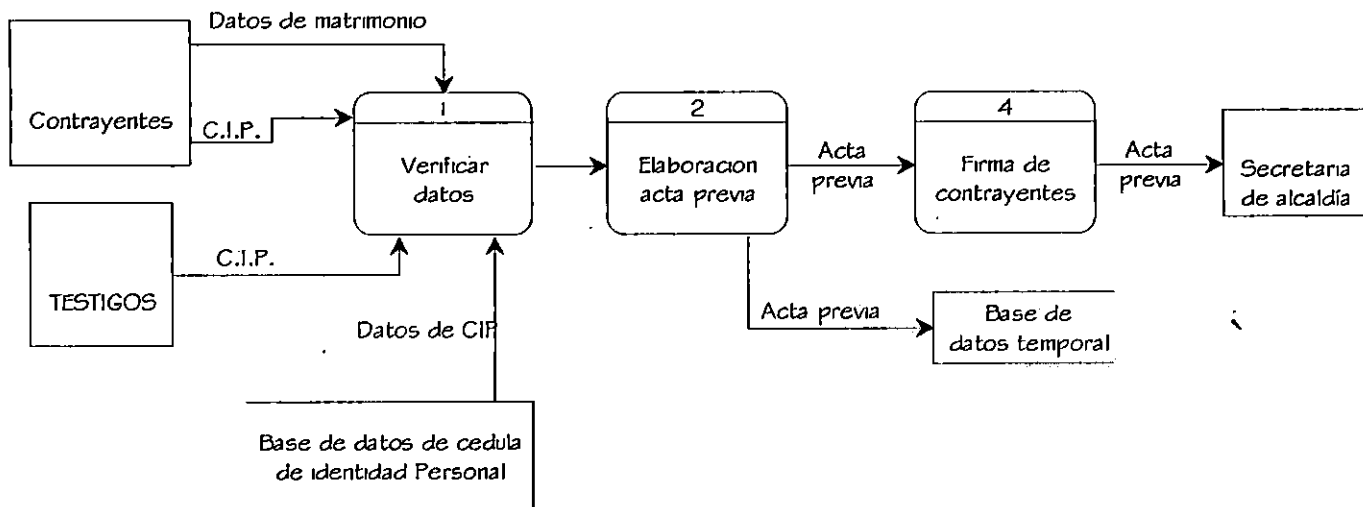 Datos de matrimonio
Contrayentes
C.I.P.
1
Verificar
datos
2
Elaboracion
acta previa
Acta
previa
4
Firma de
contrayentes
Acta
previa
Secretaria
de alcaldía
TESTIGOS
C.I.P.
Datos de CIP
Acta previa
Base de
datos temporal
Base de datos de cedula
de identidad Personal